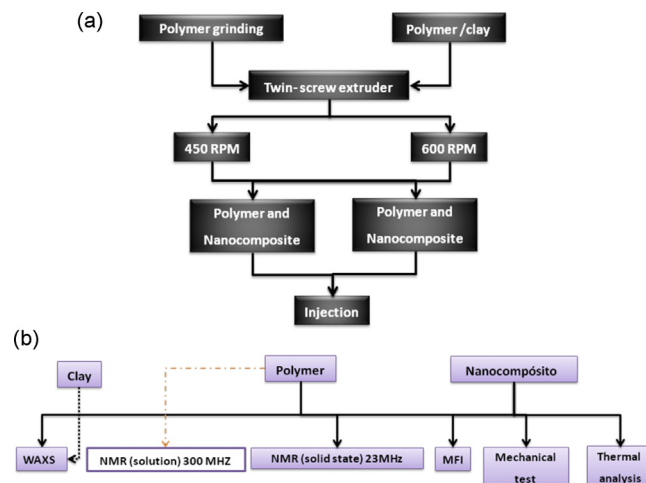 (a)
Polymer grinding
Polymer /clay
Twin-screw extruder
450 RPM
600 RPM
Polymer and
Nanocomposite
Polymer and
Nanocomposite
Injection
(b)
Clay
Polymer
Nanocompósito
WAXS
NMR (solution) 300 MHZ
NMR (solid state) 23MHz
MFI
Mechanical
test
Thermal
analysis